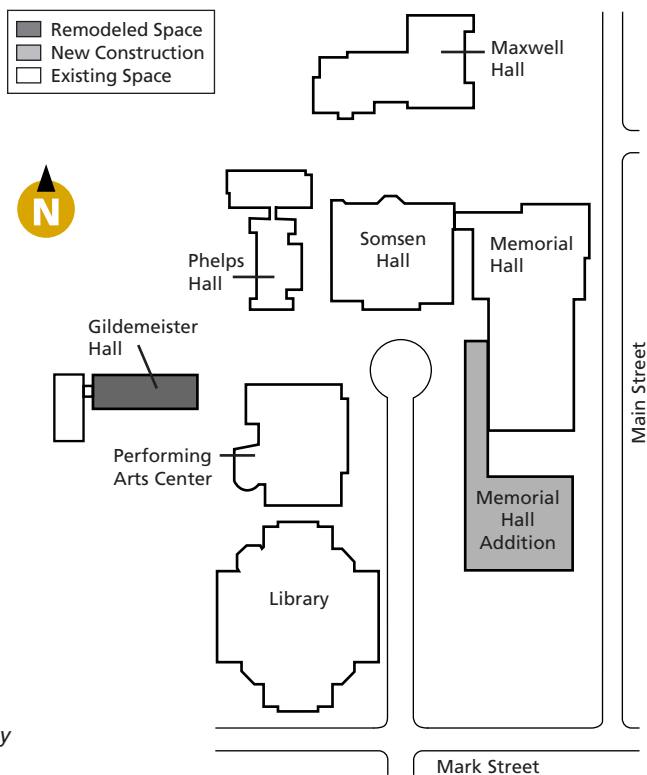 Remodeled Space
New Construction
Existing Space
N
Maxwell
Hall
Phelps
Hall
Somsen
Hall
Memorial
Hall
Gildemeister
Hall
Main Street
Performing
Arts Center
Memorial
Hall
Addition
Library
y
Mark Street